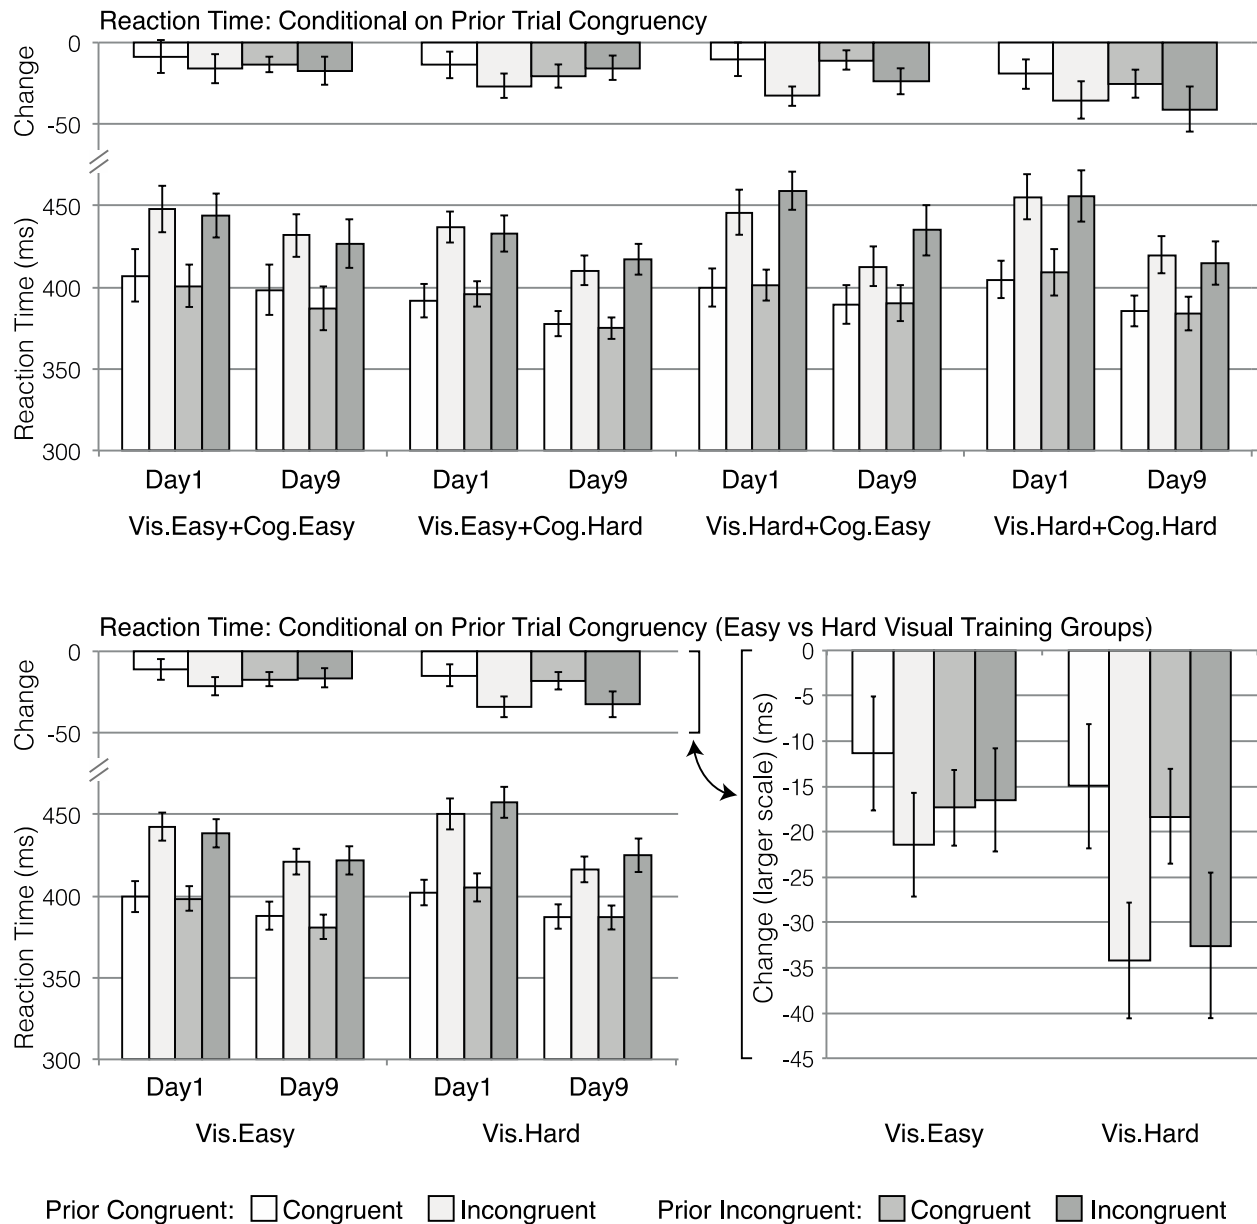 Reaction Time: Conditional on Prior Trial Congruency
Change
0
-50
Reaction Time (ms)
450
400
350
300
Day1 Day9 Day1 Day9 Day1 Day9 Day1 Day9
Vis.Easy+Cog.Easy Vis.Easy+Cog.Hard Vis.Hard+Cog.Easy Vis.Hard+Cog.Hard
Reaction Time: Conditional on Prior Trial Congruency (Easy vs Hard Visual Training Groups)
Change
0
-50
Reaction Time (ms)
450
400
350
300
Day1 Day9 Day1 Day9
Vis.Easy Vis.Hard
Change (larger scale) (ms)
0
-5
-10
-15
-20
-25
-30
-35
-40
-45
Vis.Easy Vis.Hard
Prior Congruent: Congruent Incongruent Prior Incongruent: Congruent Incongruent